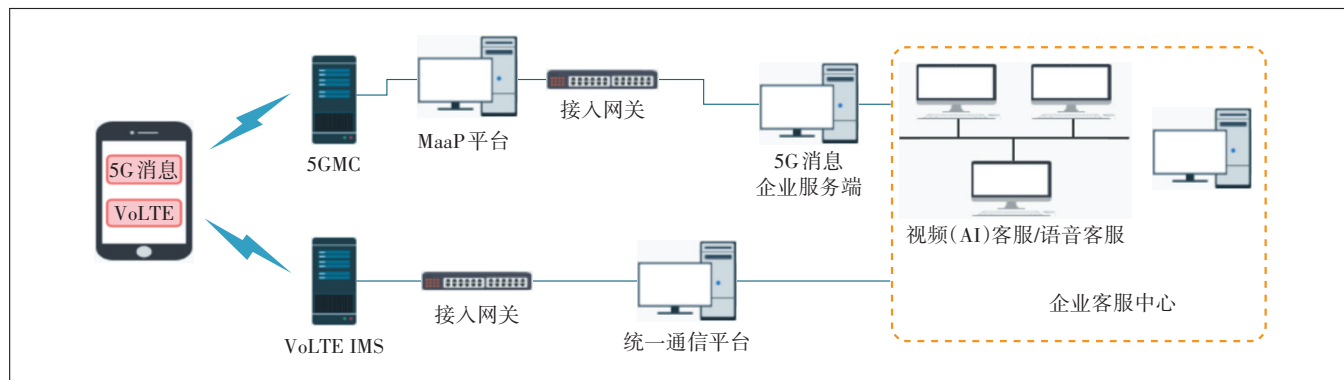 5G消息
VoLTE
5GMC
MaaP平台
接入网关
5G消息
企业服务端
视频(AI)客服/语音客服
企业客服中心
VoLTE IMS
接入网关
统一通信平台